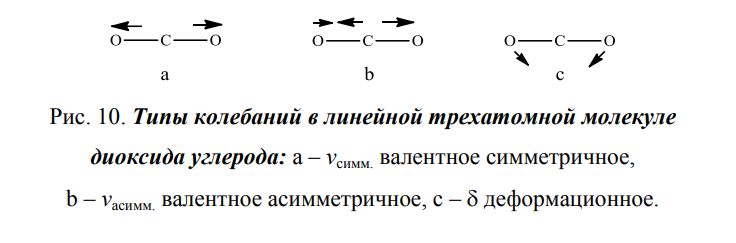 O C O O C O O C O
a b c
Рис. 10. Типы колебаний в линейной трехатомной молекуле
диоксида углерода: a – νсимм. валентное симметричное,
b – νасимм. валентное асимметричное, c – δ деформационное.